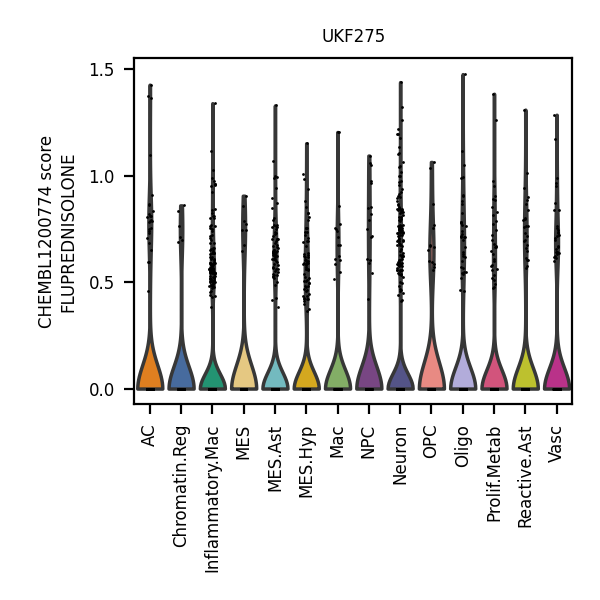 UKF275
CHEMBL1200774 score
FLUPREDNISOLONE
1.5
1.0
0.5
0.0
AC
Chromatin.Reg
Inflammatory.Mac
MES
MES.Ast
MES.Hyp
Mac
NPC
Neuron
OPC
Oligo
Prolif.Metab
Reactive.Ast
Vasc